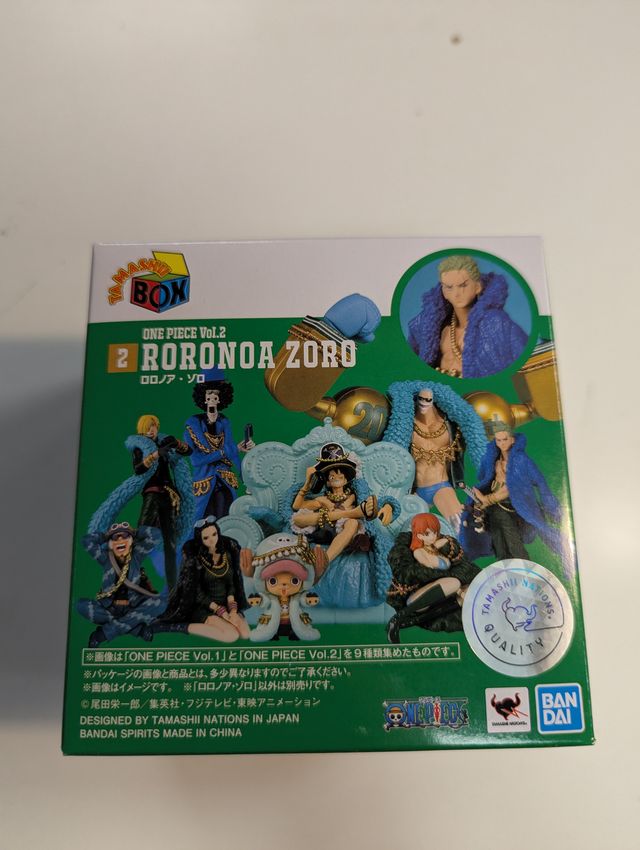 TAMASHII
BOX
ONE PIECE Vol.2
2 RORONOA ZORO
ロロノア・ゾロ
20
TAMASHII NATIONS
QUALITY
※画像は「ONE PIECE Vol.1」と「ONE PIECE Vol.2」を9種類集めたものです。
※パッケージの画像と商品とは、多少異なりますのでご了承ください。
※画像はイメージです。 ※「ロロノア・ゾロ」以外は別売りです。
©尾田栄一郎／集英社・フジテレビ・東映アニメーション
DESIGNED BY TAMASHII NATIONS IN JAPAN
BANDAI SPIRITS MADE IN CHINA
ONE PIECE
TAMASHII NATIONS
BAN
DAI